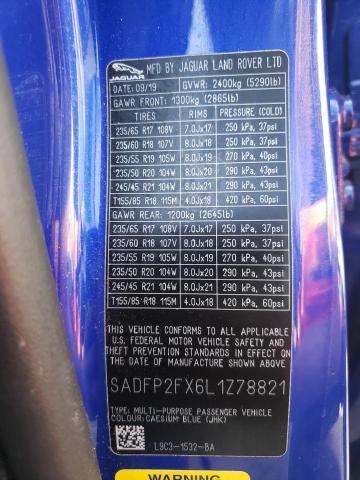 JAGUAR
MFD BY JAGUAR LAND ROVER LTD
DATE: 09/19 GVWR: 2400kg (5290lb)
GAWR FRONT: 1300kg (2865lb)
TIRES RIMS PRESSURE (COLD)
235/65 R17 108V 7.0Jx17 250 kPa, 37psi
235/60 R18 107V 8.0Jx18 250 kPa, 37psi
235/55 R19 105W 8.0Jx19 270 kPa, 40psi
235/50 R20 104W 8.0Jx20 290 kPa, 43psi
245/45 R21 104W 8.0Jx21 290 kPa, 43psi
T155/85 R18 115M 4.0Jx18 420 kPa, 60psi
GAWR REAR: 1200kg (2645lb)
235/65 R17 108V 7.0Jx17 250 kPa, 37psi
235/60 R18 107V 8.0Jx18 250 kPa, 37psi
235/55 R19 105W 8.0Jx19 270 kPa, 40psi
235/50 R20 104W 8.0Jx20 290 kPa, 43psi
245/45 R21 104W 8.0Jx21 290 kPa, 43psi
T155/85 R18 115M 4.0Jx18 420 kPa, 60psi
THIS VEHICLE CONFORMS TO ALL APPLICABLE
U.S. FEDERAL MOTOR VEHICLE SAFETY
STANDARDS IN EFFECT ON THE DATE OF
MANUFACTURE SHOWN ABOVE.
SADFP2FX6L1Z78821
TYPE: MULTI-PURPOSE PASSENGER VEHICLE
COLOUR: CAESIUM BLUE (JHK)
L9C3-1532-BA
WARNING